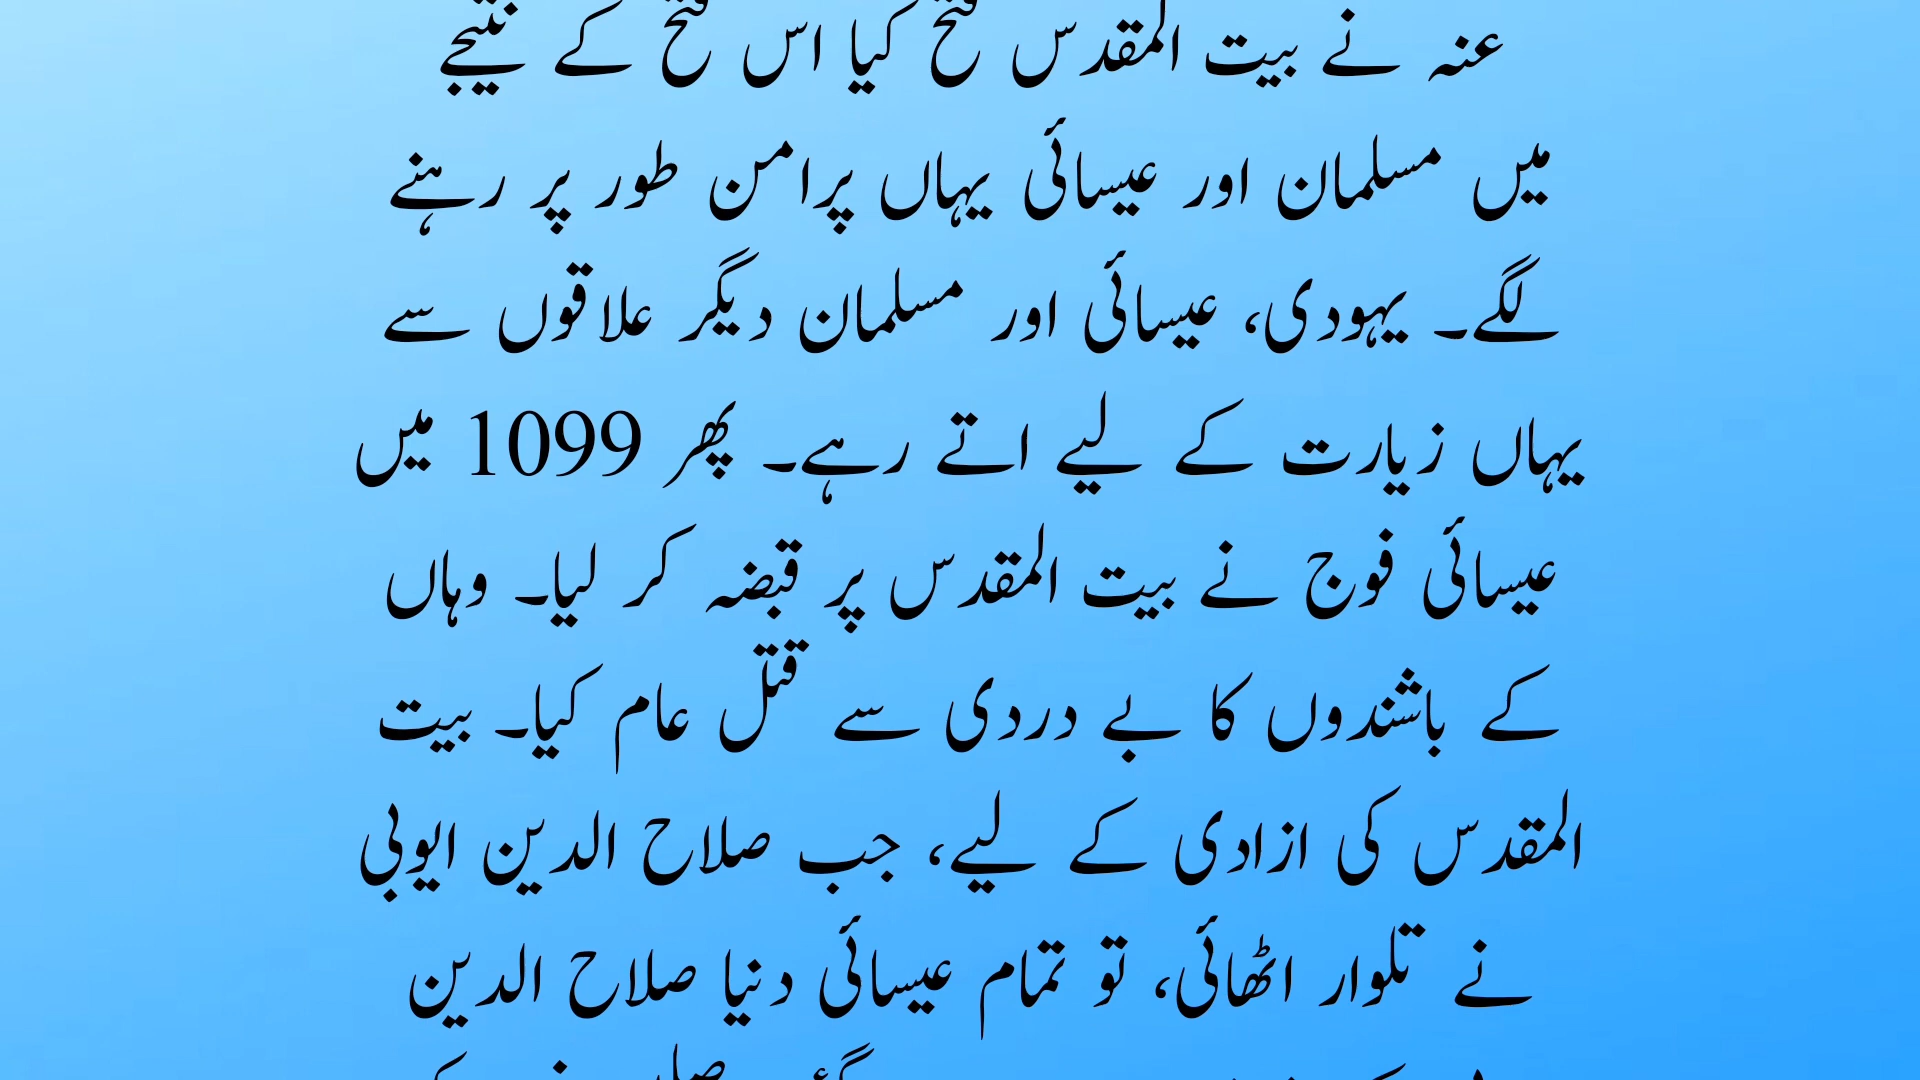 عنہ نے بیت المقدس فتح کیا اس فتح کے نتیجے
میں مسلمان اور عیسائی یہاں پرامن طور پر رہنے
لگے۔ یہودی، عیسائی اور مسلمان دیگر علاقوں سے
یہاں زیارت کے لیے اتے رہے۔ پھر 1099 میں
عیسائی فوج نے بیت المقدس پر قبضہ کر لیا۔ وہاں
کے باشندوں کا بے دردی سے قتل عام کیا۔ بیت
المقدس کی ازادی کے لیے، جب صلاح الدین ایوبی
نے تلوار اٹھائی، تو تمام عیسائی دنیا صلاح الدین